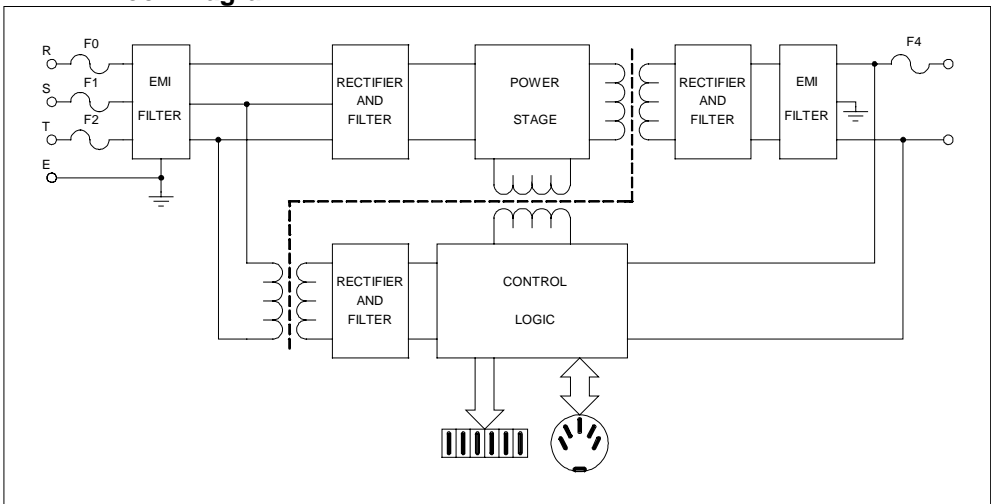 R
F0
S
F1
T
F2
E
EMI
FILTER
RECTIFIER
AND
FILTER
POWER
STAGE
RECTIFIER
AND
FILTER
EMI
FILTER
F4
RECTIFIER
AND
FILTER
CONTROL
LOGIC